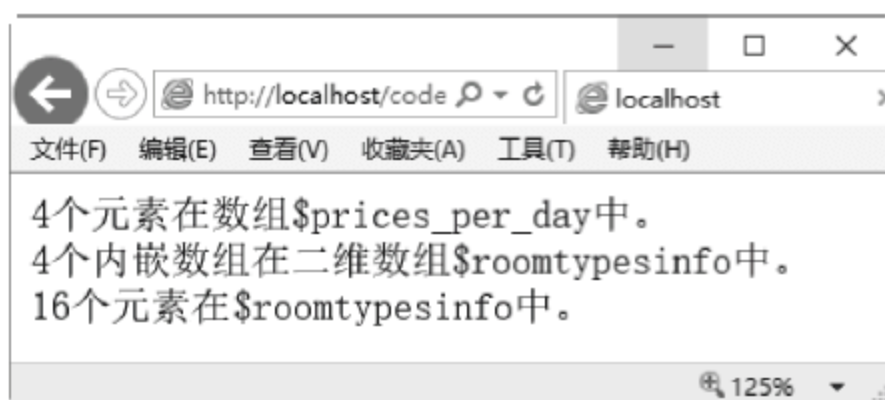 http://localhost/code
localhost
文件(F) 编辑(E) 查看(V) 收藏夹(A) 工具(T) 帮助(H)
4个元素在数组$prices_per_day中。
4个内嵌数组在二维数组$roomtypesinfo中。
16个元素在$roomtypesinfo中。
125%